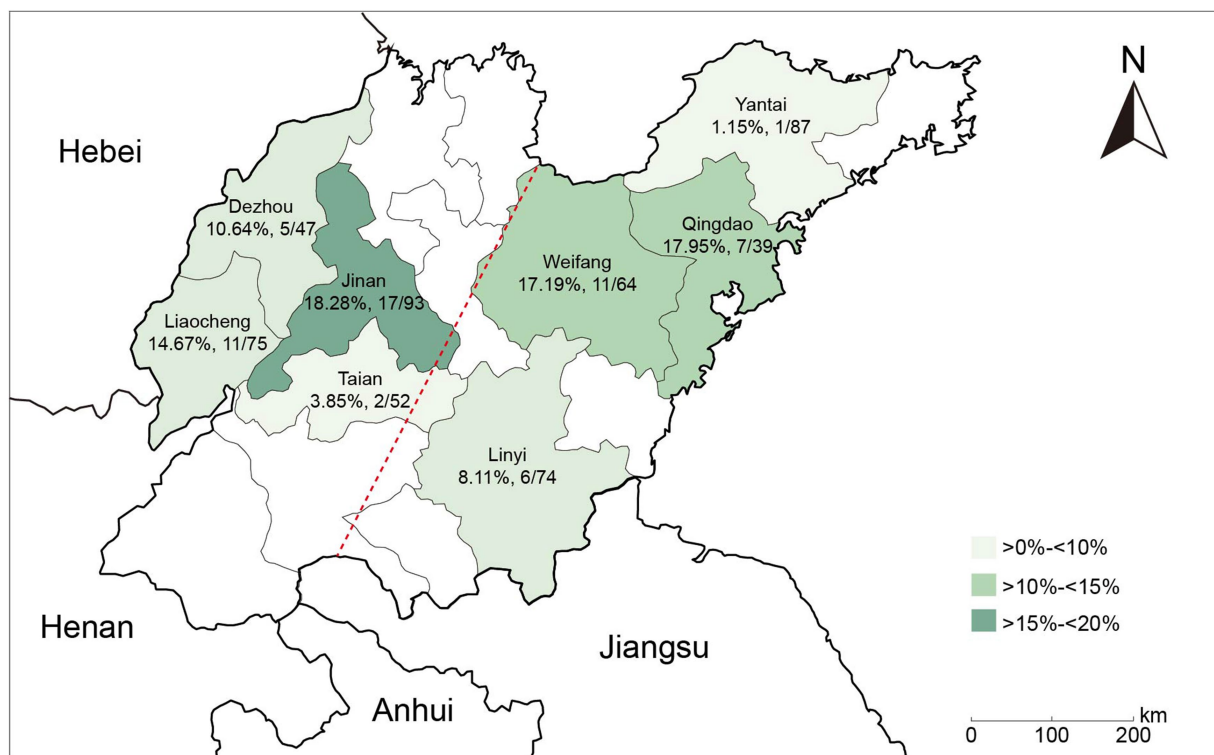 N
Yantai
1.15%, 1/87
Hebei
Dezhou
10.64%, 5/47
Qingdao
17.95%, 7/39
Weifang
17.19%, 11/64
Jinan
18.28%, 17/93
Liaocheng
14.67%, 11/75
Taian
3.85%, 2/52
Linyi
8.11%, 6/74
>0%-<10%
>10%-<15%
>15%-<20%
Henan
Jiangsu
Anhui
km
0 100 200